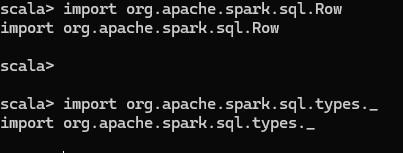 scala> import org.apache.spark.sql.Row
import org.apache.spark.sql.Row
scala>
scala> import org.apache.spark.sql.types._
import org.apache.spark.sql.types._